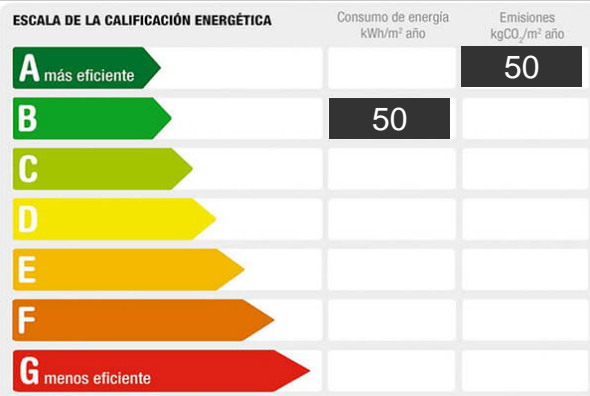 ESCALA DE LA CALIFICACIÓN ENERGÉTICA
Consumo de energía
kWh/m² año
Emisiones
kgCO₂/m² año
A más eficiente
50
B
50
C
D
E
F
G menos eficiente